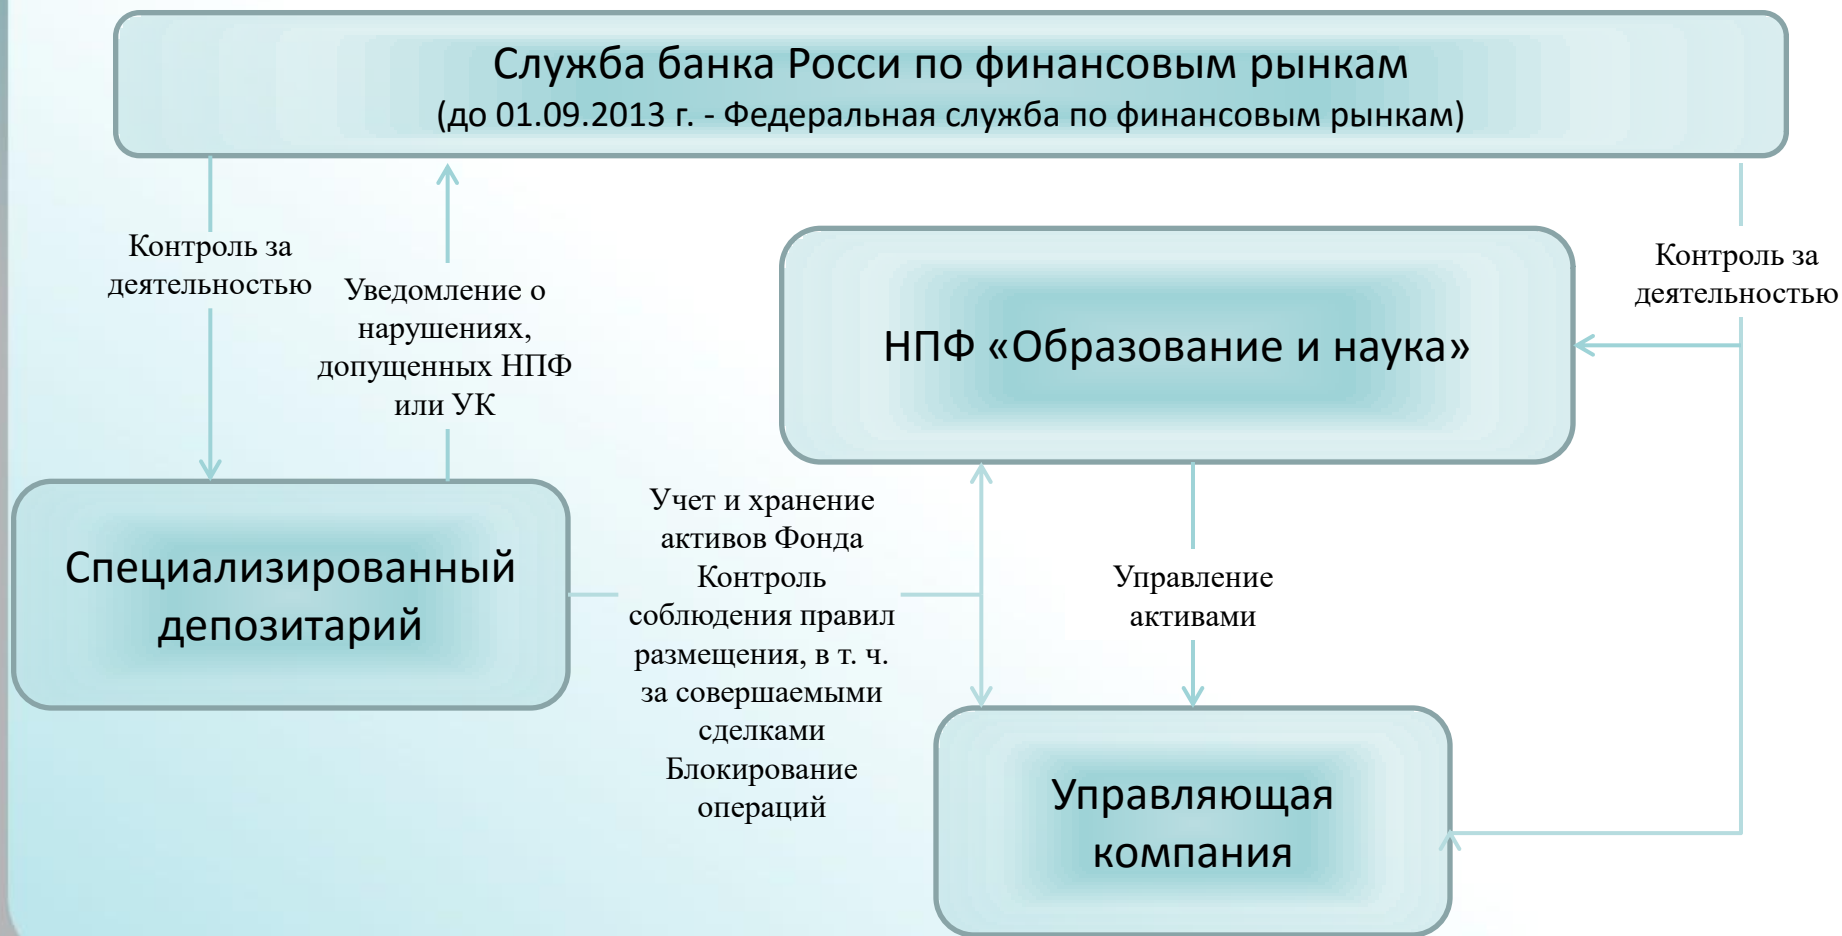 Служба банка Росси по финансовым рынкам
(до 01.09.2013 г. - Федеральная служба по финансовым рынкам)
Контроль за
деятельностью
Уведомление о
нарушениях,
допущенных НПФ
или УК
НПФ «Образование и наука»
Контроль за
деятельностью
Специализированный
депозитарий
Учет и хранение
активов Фонда
Контроль
соблюдения правил
размещения, в т. ч.
за совершаемыми
сделками
Блокирование
операций
Управление
активами
Управляющая
компания